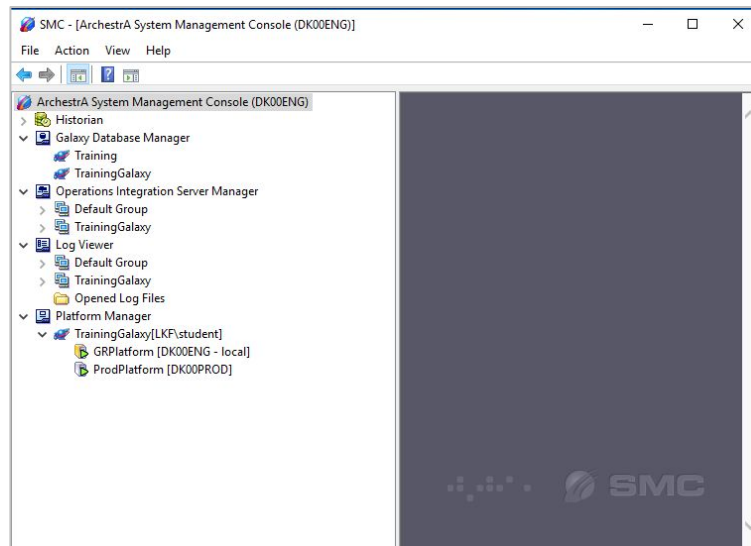 SMC - [ArchestrA System Management Console (DK00ENG)]
File Action View Help
ArchestrA System Management Console (DK00ENG)
Historian
Galaxy Database Manager
Training
TrainingGalaxy
Operations Integration Server Manager
Default Group
TrainingGalaxy
Log Viewer
Default Group
TrainingGalaxy
Opened Log Files
Platform Manager
TrainingGalaxy[LKF\student]
GRPlatform [DK00ENG - local]
ProdPlatform [DK00PROD]
SMC